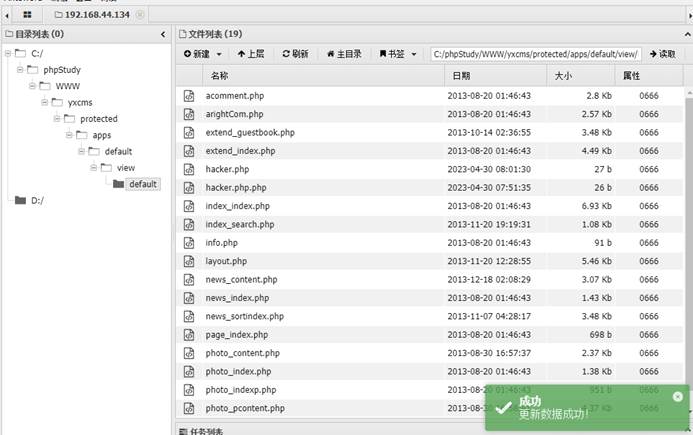 192.168.44.134
目录列表 (0)
文件列表 (19)
新建
上层
刷新
主目录
书签
C:/phpStudy/WWW/yxcms/protected/apps/default/view/
读取
C:/
phpStudy
WWW
yxcms
protected
apps
default
view
default
D:/
名称 日期 大小 属性
acomment.php 2013-08-20 01:46:43 2.8 Kb 0666
arightCom.php 2013-08-20 01:46:43 2.57 Kb 0666
extend_guestbook.php 2013-10-14 02:36:55 3.48 Kb 0666
extend_index.php 2013-08-20 01:46:43 4.49 Kb 0666
hacker.php 2023-04-30 08:01:30 27 b 0666
hacker.php.php 2023-04-30 07:51:35 26 b 0666
index_index.php 2013-08-20 01:46:43 6.93 Kb 0666
index_search.php 2013-11-20 19:19:31 1.08 Kb 0666
info.php 2013-08-20 01:46:43 91 b 0666
layout.php 2013-11-20 12:28:55 5.46 Kb 0666
news_content.php 2013-12-18 02:08:29 3.07 Kb 0666
news_index.php 2013-08-20 01:46:43 1.43 Kb 0666
news_sortindex.php 2013-11-07 04:28:17 3.48 Kb 0666
page_index.php 2013-08-20 01:46:43 698 b 0666
photo_content.php 2013-08-30 16:57:37 2.37 Kb 0666
photo_index.php 2013-08-20 01:46:43 1.38 Kb 0666
photo_indexp.php 2013-08-20 01:46:43 951 b 0666
photo_pcontent.php 2013-08-30 4.37 Kb 0666
成功
更新数据成功!
任务列表